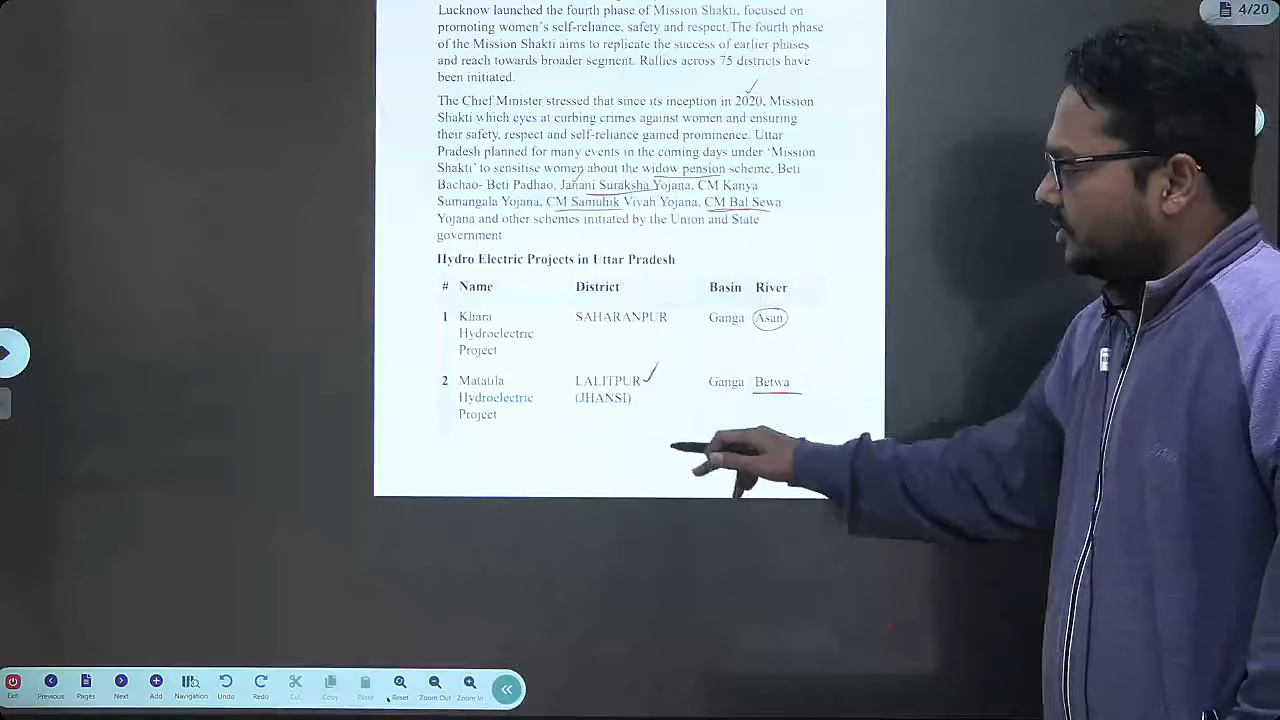 4/20
Lucknow launched the fourth phase of Mission Shakti, focused on
promoting women's self-reliance, safety and respect.The fourth phase
of the Mission Shakti aims to replicate the success of earlier phases
and reach towards broader segment. Rallies across 75 districts have
been initiated.
The Chief Minister stressed that since its inception in 2020, Mission
Shakti which eyes at curbing crimes against women and ensuring
their safety, respect and self-reliance gained prominence. Uttar
Pradesh planned for many events in the coming days under 'Mission
Shakti' to sensitise women about the widow pension scheme, Beti
Bachao- Beti Padhao, Janani Suraksha Yojana, CM Kanya
Sumangala Yojana, CM Samuhik Vivah Yojana, CM Bal Sewa
Yojana and other schemes initiated by the Union and State
government
Hydro Electric Projects in Uttar Pradesh
# Name District Basin River
1 Khara SAHARANPUR Ganga Asan
Hydroelectric
Project
2 Matatila LALITPUR Ganga Betwa
Hydroelectric (JHANSI)
Project
Exit Previous Pages Next Add Navigation Undo Redo Cut Copy Paste Reset Zoom Out Zoom In